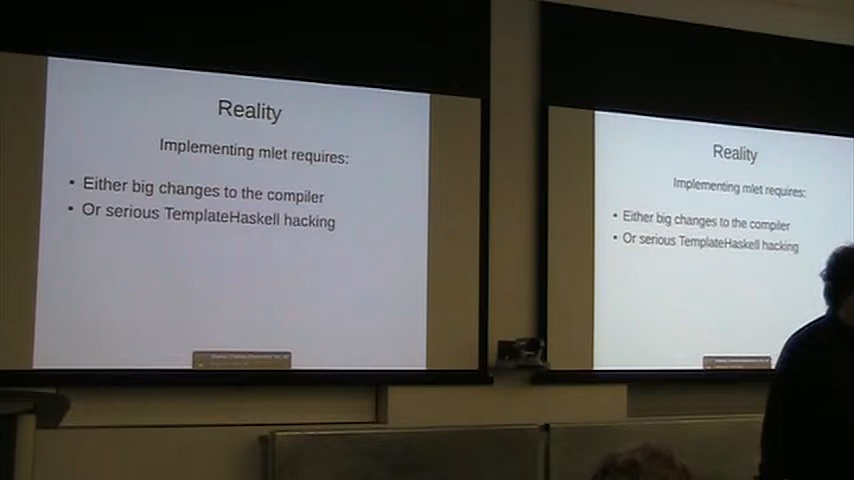 Reality
Implementing mlet requires:
• Either big changes to the compiler
• Or serious TemplateHaskell hacking
Reality
Implementing mlet requires:
• Either big changes to the compiler
• Or serious TemplateHaskell hacking